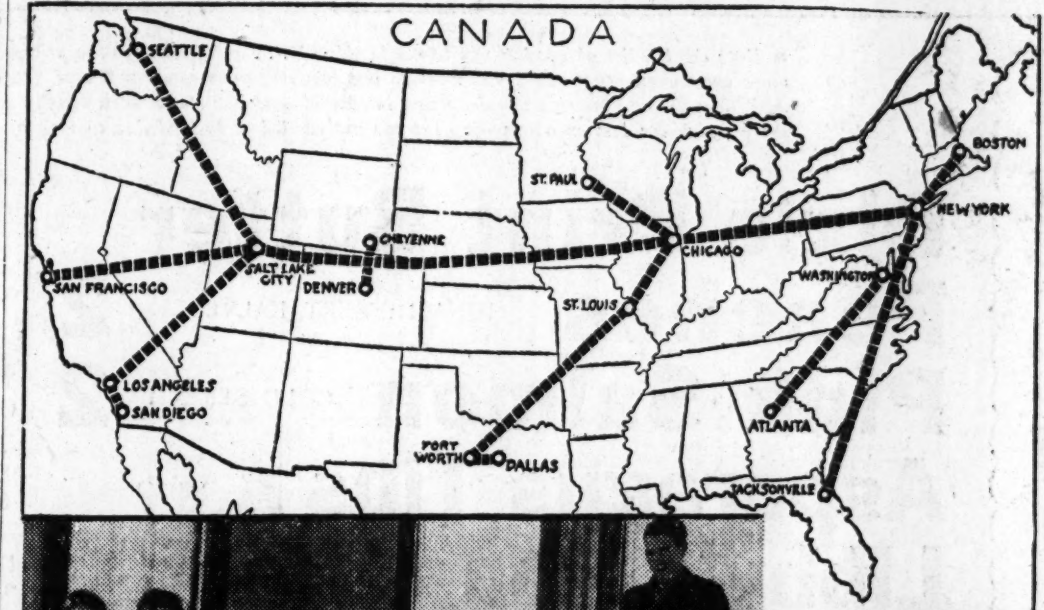 CANADA
SEATTLE
BOSTON
ST. PAUL
NEW YORK
CHEYENNE
CHICAGO
SALT LAKE
CITY
WASHINGTON
SAN FRANCISCO
DENVER
ST. LOUIS
LOS ANGELES
SAN DIEGO
ATLANTA
FORT
WORTH
DALLAS
JACKSONVILLE